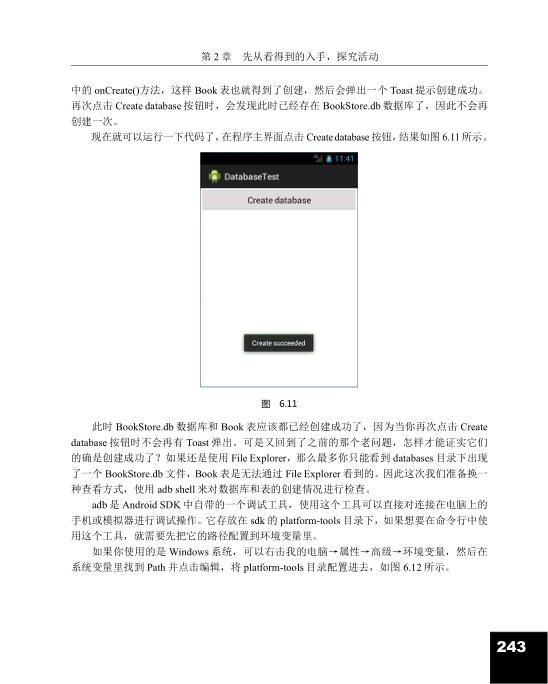 第 2 章 先从看得到的入手，探究活动
中的 onCreate()方法，这样 Book 表也就得到了创建，然后会弹出一个 Toast 提示创建成功。
再次点击 Create database 按钮时，会发现此时已经存在 BookStore.db 数据库了，因此不会再
创建一次。
现在就可以运行一下代码了，在程序主界面点击 Create database 按钮，结果如图 6.11 所示。
11:41
DatabaseTest
Create database
Create succeeded
图 6.11
此时 BookStore.db 数据库和 Book 表应该都已经创建成功了，因为当你再次点击 Create
database 按钮时不会再有 Toast 弹出。可是又回到了之前的那个老问题，怎样才能证实它们
的确是创建成功了？如果还是使用 File Explorer，那么最多你只能看到 databases 目录下出现
了一个 BookStore.db 文件，Book 表是无法通过 File Explorer 看到的。因此这次我们准备换一
种查看方式，使用 adb shell 来对数据库和表的创建情况进行检查。
adb 是 Android SDK 中自带的一个调试工具，使用这个工具可以直接对连接在电脑上的
手机或模拟器进行调试操作。它存放在 sdk 的 platform-tools 目录下，如果想要在命令行中使
用这个工具，就需要先把它的路径配置到环境变量里。
如果你使用的是 Windows 系统，可以右击我的电脑→属性→高级→环境变量，然后在
系统变量里找到 Path 并点击编辑，将 platform-tools 目录配置进去，如图 6.12 所示。
243